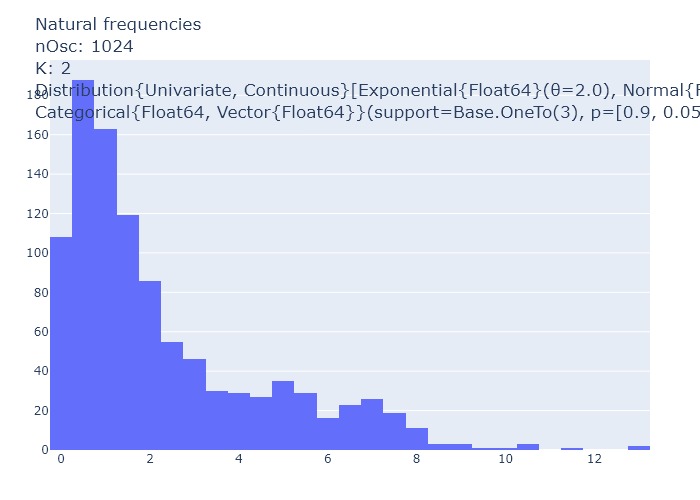 Natural frequencies
nOsc: 1024
K: 2
Distribution{Univariate, Continuous}[Exponential{Float64}(θ=2.0), Normal{F
Categorical{Float64, Vector{Float64}}(support=Base.OneTo(3), p=[0.9, 0.05
180
160
140
120
100
80
60
40
20
0
0 2 4 6 8 10 12